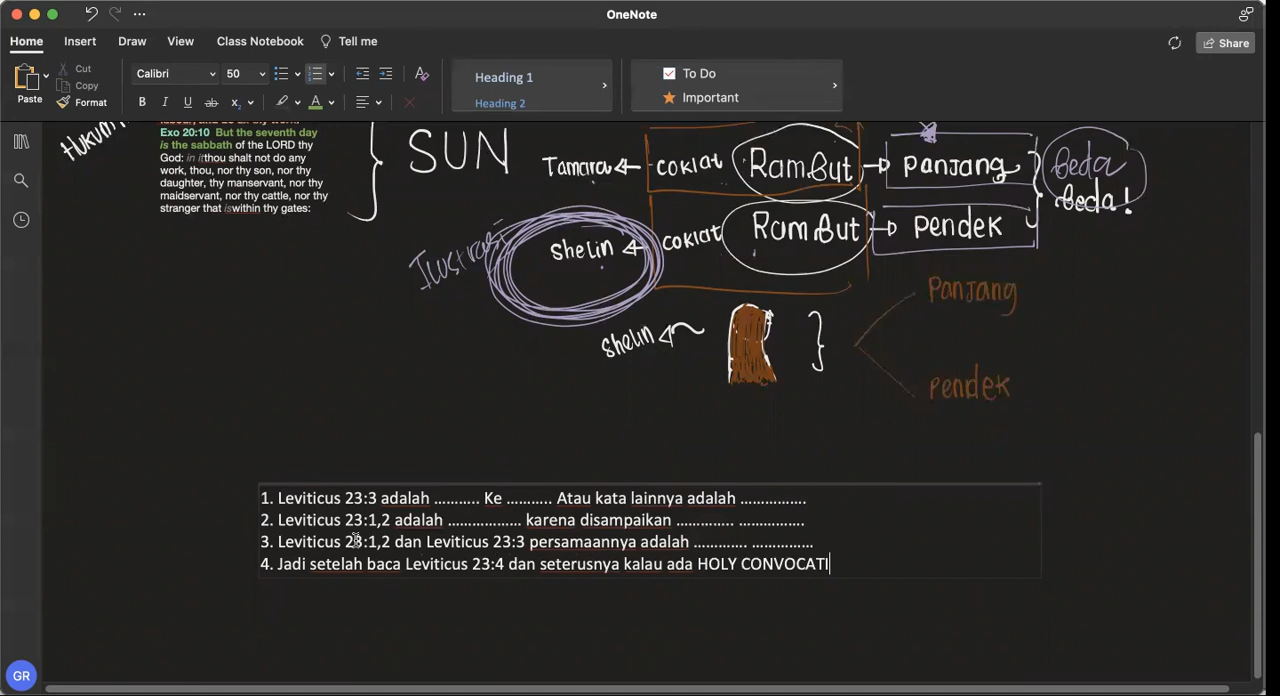 OneNote
Home Insert Draw View Class Notebook Tell me
Share
Paste
Cut
Copy
Format
Calibri 50
B I U ab x₂ A
Heading 1
Heading 2
To Do
Important
Hukum
Exo 20:10 But the seventh day
is the sabbath of the LORD thy
God: in itthou shalt not do any
work, thou, nor thy son, nor thy
daughter, thy manservant, nor thy
maidservant, nor thy cattle, nor thy
stranger that iswithin thy gates:
SUN
Tamara coklat RamBut Panjang
Beda
Beda!
Ilustrasi
Shelin coklat RamBut Pendek
Shelin
Panjang
Pendek
1. Leviticus 23:3 adalah ……….. Ke ……….. Atau kata lainnya adalah …………….
2. Leviticus 23:1,2 adalah ……………… karena disampaikan ………….. …………….
3. Leviticus 23:1,2 dan Leviticus 23:3 persamaannya adalah …………. ……………
4. Jadi setelah baca Leviticus 23:4 dan seterusnya kalau ada HOLY CONVOCATI
GR